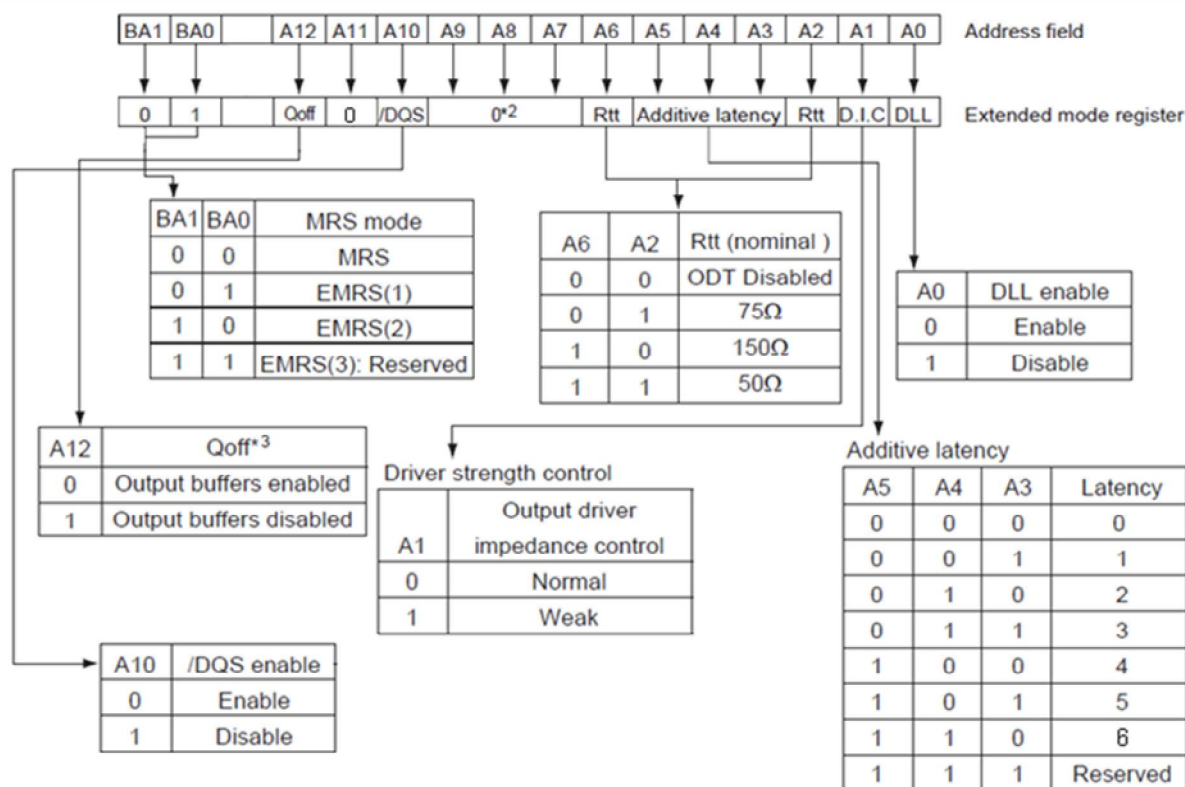 BA1 BA0 A12 A11 A10 A9 A8 A7 A6 A5 A4 A3 A2 A1 A0 Address field
0 1 Qoff 0 /DQS 0*2 Rtt Additive latency Rtt D.I.C DLL Extended mode register
BA1 BA0 MRS mode
0 0 MRS
0 1 EMRS(1)
1 0 EMRS(2)
1 1 EMRS(3): Reserved
A6 A2 Rtt (nominal )
0 0 ODT Disabled
0 1 75Ω
1 0 150Ω
1 1 50Ω
A0 DLL enable
0 Enable
1 Disable
A12 Qoff*3
0 Output buffers enabled
1 Output buffers disabled
Driver strength control
A1 Output driver
impedance control
0 Normal
1 Weak
Additive latency
A5 A4 A3 Latency
0 0 0 0
0 0 1 1
0 1 0 2
0 1 1 3
1 0 0 4
1 0 1 5
1 1 0 6
1 1 1 Reserved
A10 /DQS enable
0 Enable
1 Disable